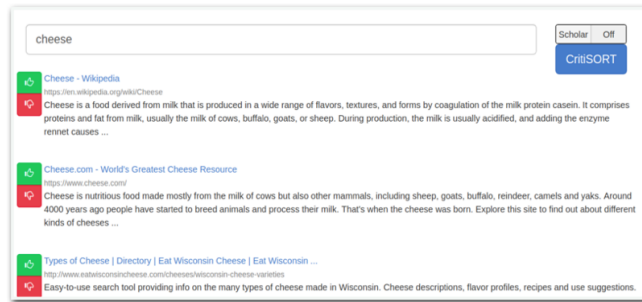 cheese
Scholar Off
CritiSORT
Cheese - Wikipedia
https://en.wikipedia.org/wiki/Cheese
Cheese is a food derived from milk that is produced in a wide range of flavors, textures, and forms by coagulation of the milk protein casein. It comprises
proteins and fat from milk, usually the milk of cows, buffalo, goats, or sheep. During production, the milk is usually acidified, and adding the enzyme
rennet causes ...
Cheese.com - World's Greatest Cheese Resource
https://www.cheese.com/
Cheese is nutritious food made mostly from the milk of cows but also other mammals, including sheep, goats, buffalo, reindeer, camels and yaks. Around
4000 years ago people have started to breed animals and process their milk. That's when the cheese was born. Explore this site to find out about different
kinds of cheeses ...
Types of Cheese | Directory | Eat Wisconsin Cheese | Eat Wisconsin ...
http://www.eatwisconsincheese.com/cheeses/wisconsin-cheese-varieties
Easy-to-use search tool providing info on the many types of cheese made in Wisconsin. Cheese descriptions, flavor profiles, recipes and use suggestions.